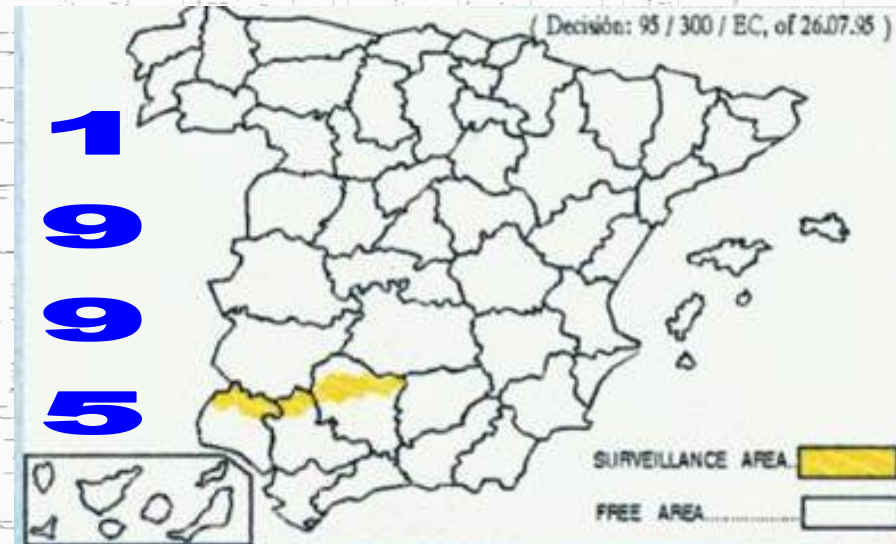 ( Decisión: 95 / 300 / EC, of 26.07.95 )
1
9
9
5
SURVEILLANCE AREA..
FREE AREA............